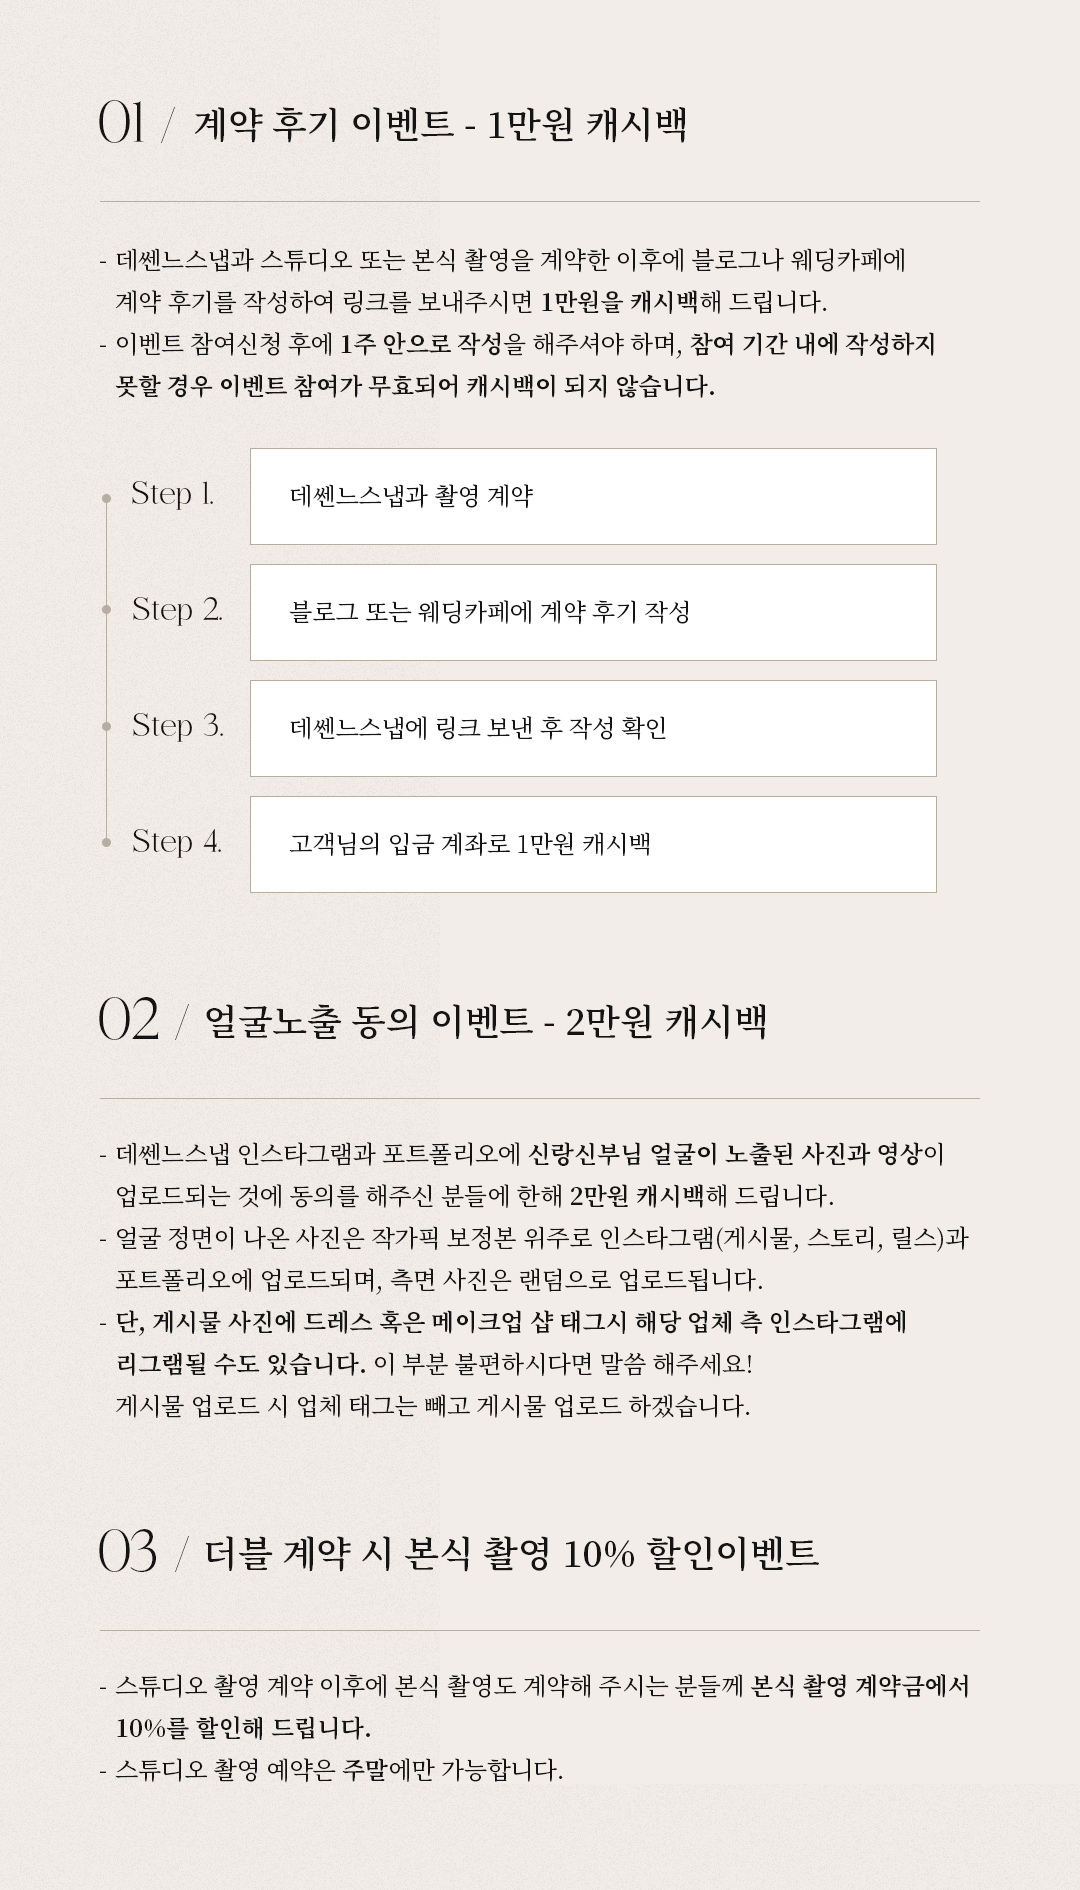 01 / 계약 후기 이벤트 - 1만원 캐시백
- 데쎈느스냅과 스튜디오 또는 본식 촬영을 계약한 이후에 블로그나 웨딩카페에
계약 후기를 작성하여 링크를 보내주시면 1만원을 캐시백해 드립니다.
- 이벤트 참여신청 후에 1주 안으로 작성을 해주셔야 하며, 참여 기간 내에 작성하지
못할 경우 이벤트 참여가 무효되어 캐시백이 되지 않습니다.
Step 1. 데쎈느스냅과 촬영 계약
Step 2. 블로그 또는 웨딩카페에 계약 후기 작성
Step 3. 데쎈느스냅에 링크 보낸 후 작성 확인
Step 4. 고객님의 입금 계좌로 1만원 캐시백
02 / 얼굴노출 동의 이벤트 - 2만원 캐시백
- 데쎈느스냅 인스타그램과 포트폴리오에 신랑신부님 얼굴이 노출된 사진과 영상이
업로드되는 것에 동의를 해주신 분들에 한해 2만원 캐시백해 드립니다.
- 얼굴 정면이 나온 사진은 작가픽 보정본 위주로 인스타그램(게시물, 스토리, 릴스)과
포트폴리오에 업로드되며, 측면 사진은 랜덤으로 업로드됩니다.
- 단, 게시물 사진에 드레스 혹은 메이크업 샵 태그시 해당 업체 측 인스타그램에
리그램될 수도 있습니다. 이 부분 불편하시다면 말씀 해주세요!
게시물 업로드 시 업체 태그는 빼고 게시물 업로드 하겠습니다.
03 / 더블 계약 시 본식 촬영 10% 할인이벤트
- 스튜디오 촬영 계약 이후에 본식 촬영도 계약해 주시는 분들께 본식 촬영 계약금에서
10%를 할인해 드립니다.
- 스튜디오 촬영 예약은 주말에만 가능합니다.